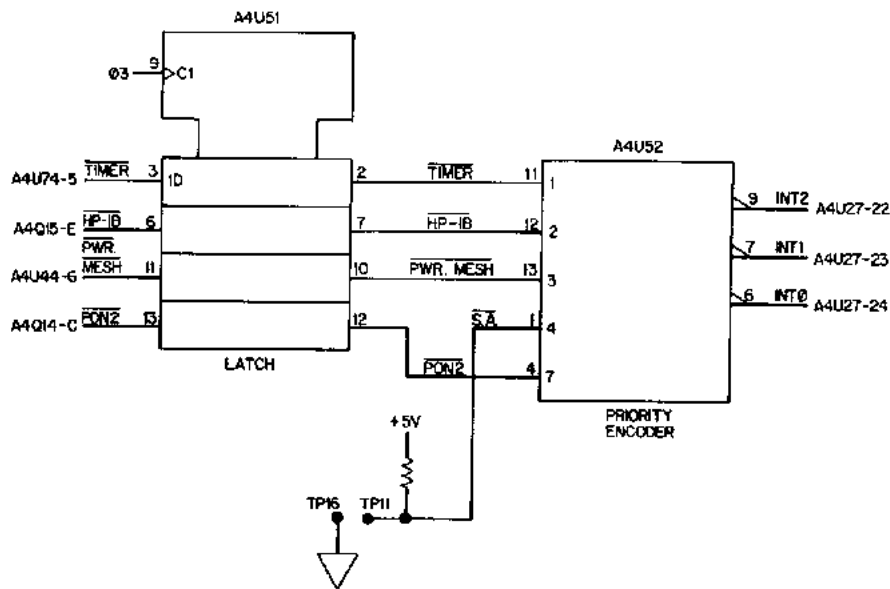 A4U51
Ø3 9 C1
A4U52
A4U74-5 TIMER 3 1D 2 TIMER 11 1
9 INT2 A4U27-22
A4Q15-E HP-IB 6 7 HP-IB 12 2
PWR.
7 INT1 A4U27-23
A4U44-6 MESH 11 10 PWR. MESH 13 3
6 INTØ A4U27-24
A4Q14-C PON2 13 12 S.A. 1 4
LATCH PON2 4 7
PRIORITY
ENCODER
+5V
TP16 TP11